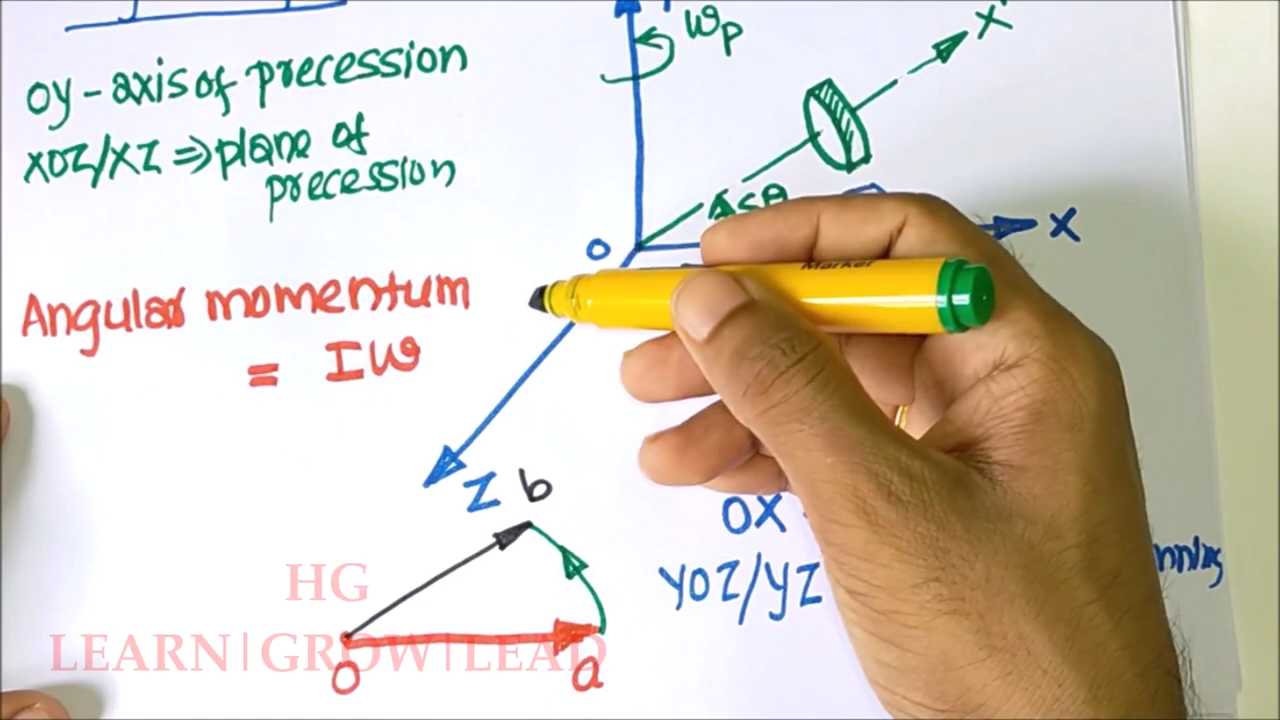 ωp
X'
oy - axis of precession
XOZ/XZ ⇒ plane of
precession
δθ
O
X
Angular momentum
= Iω
Z
b
OX
YOZ/YZ
HG
LEARN|GROW|LEAD
O
a